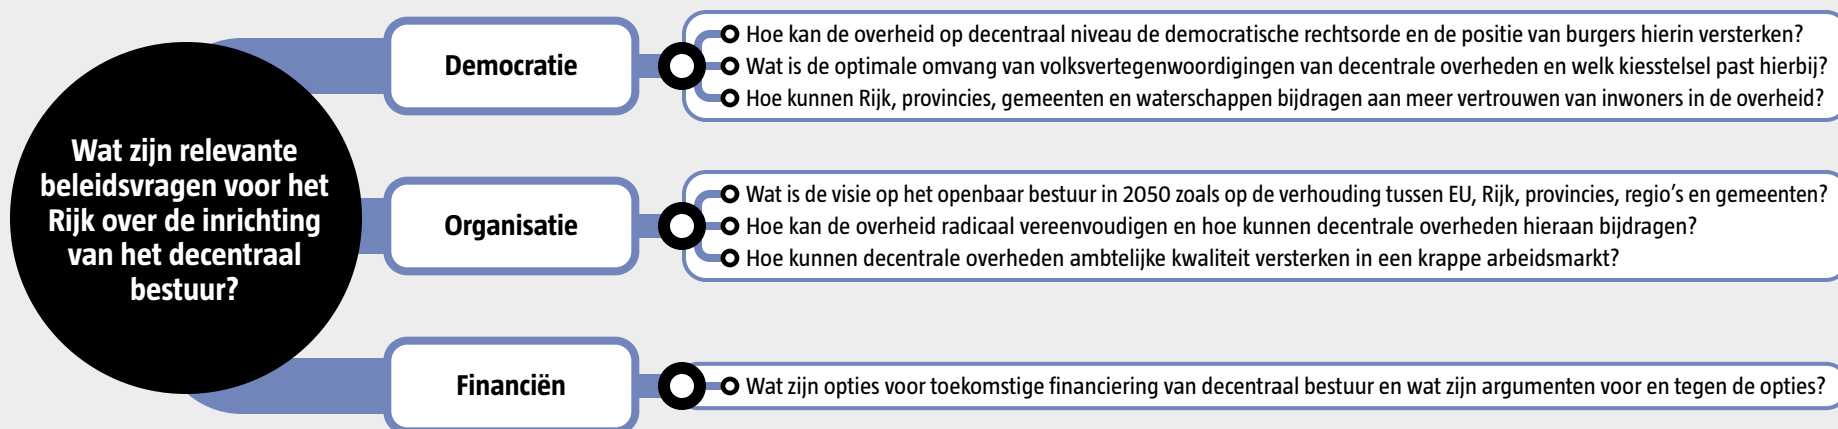 Wat zijn relevante
beleidsvragen voor het
Rijk over de inrichting
van het decentraal
bestuur?
Democratie
Hoe kan de overheid op decentraal niveau de democratische rechtsorde en de positie van burgers hierin versterken?
Wat is de optimale omvang van volksvertegenwoordigingen van decentrale overheden en welk kiesstelsel past hierbij?
Hoe kunnen Rijk, provincies, gemeenten en waterschappen bijdragen aan meer vertrouwen van inwoners in de overheid?
Organisatie
Wat is de visie op het openbaar bestuur in 2050 zoals op de verhouding tussen EU, Rijk, provincies, regio's en gemeenten?
Hoe kan de overheid radicaal vereenvoudigen en hoe kunnen decentrale overheden hieraan bijdragen?
Hoe kunnen decentrale overheden ambtelijke kwaliteit versterken in een krappe arbeidsmarkt?
Financiën
Wat zijn opties voor toekomstige financiering van decentraal bestuur en wat zijn argumenten voor en tegen de opties?